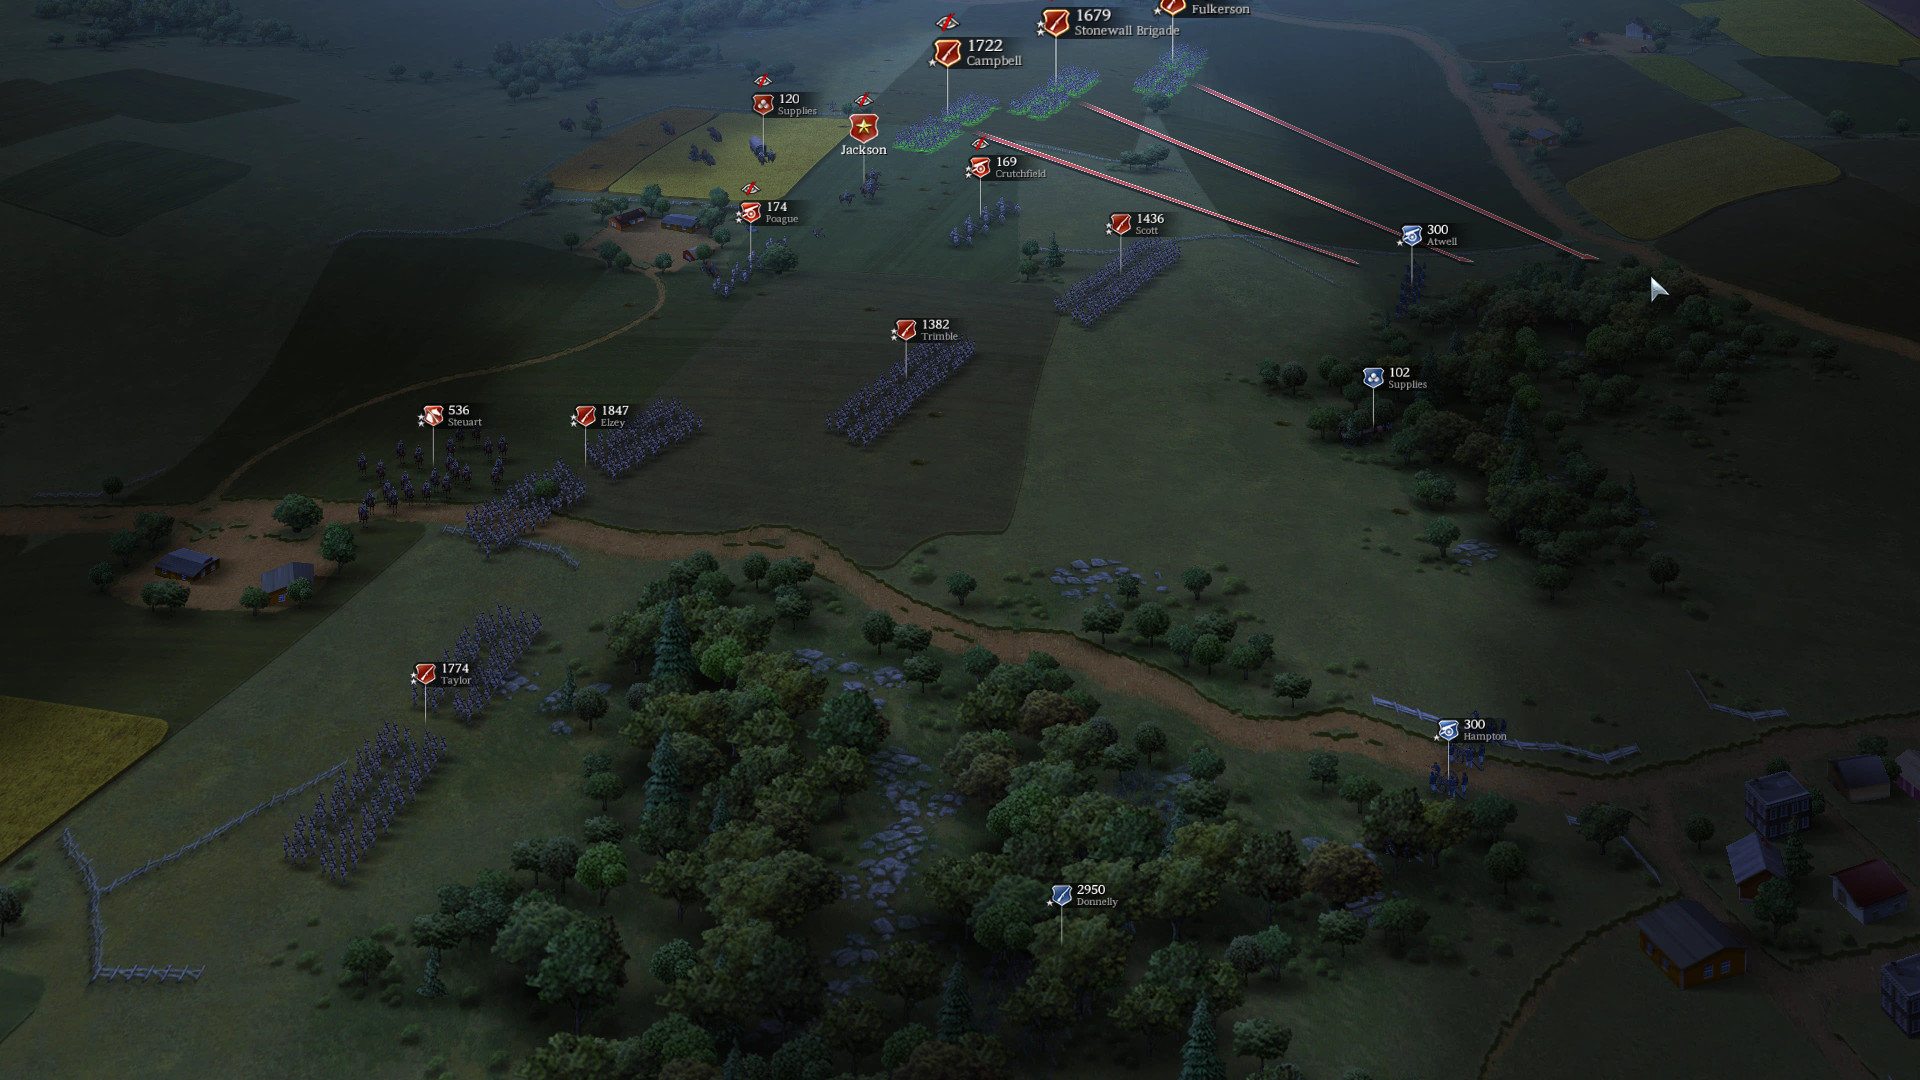 Fulkerson
1679
Stonewall Brigade
1722
Campbell
120
Supplies
Jackson
169
Crutchfield
174
Poague
1436
Scott
300
Atwell
1382
Trimble
102
Supplies
536
Steuart
1847
Elzey
1774
Taylor
300
Hampton
2950
Donnelly